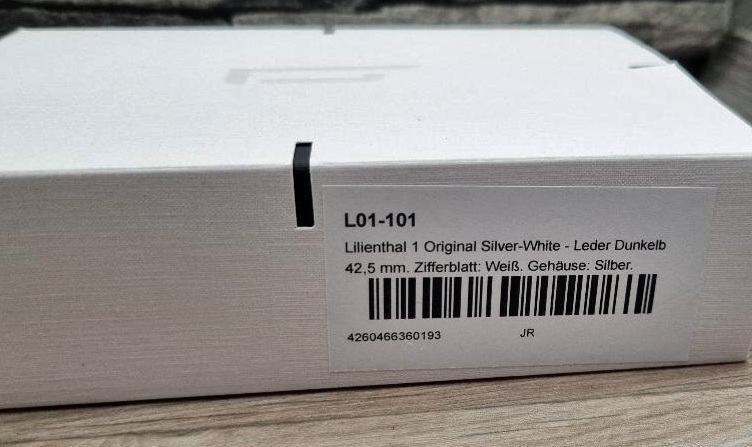 L01-101
Lilienthal 1 Original Silver-White - Leder Dunkelb
42,5 mm. Zifferblatt: Weiß. Gehäuse: Silber.
4260466360193 JR